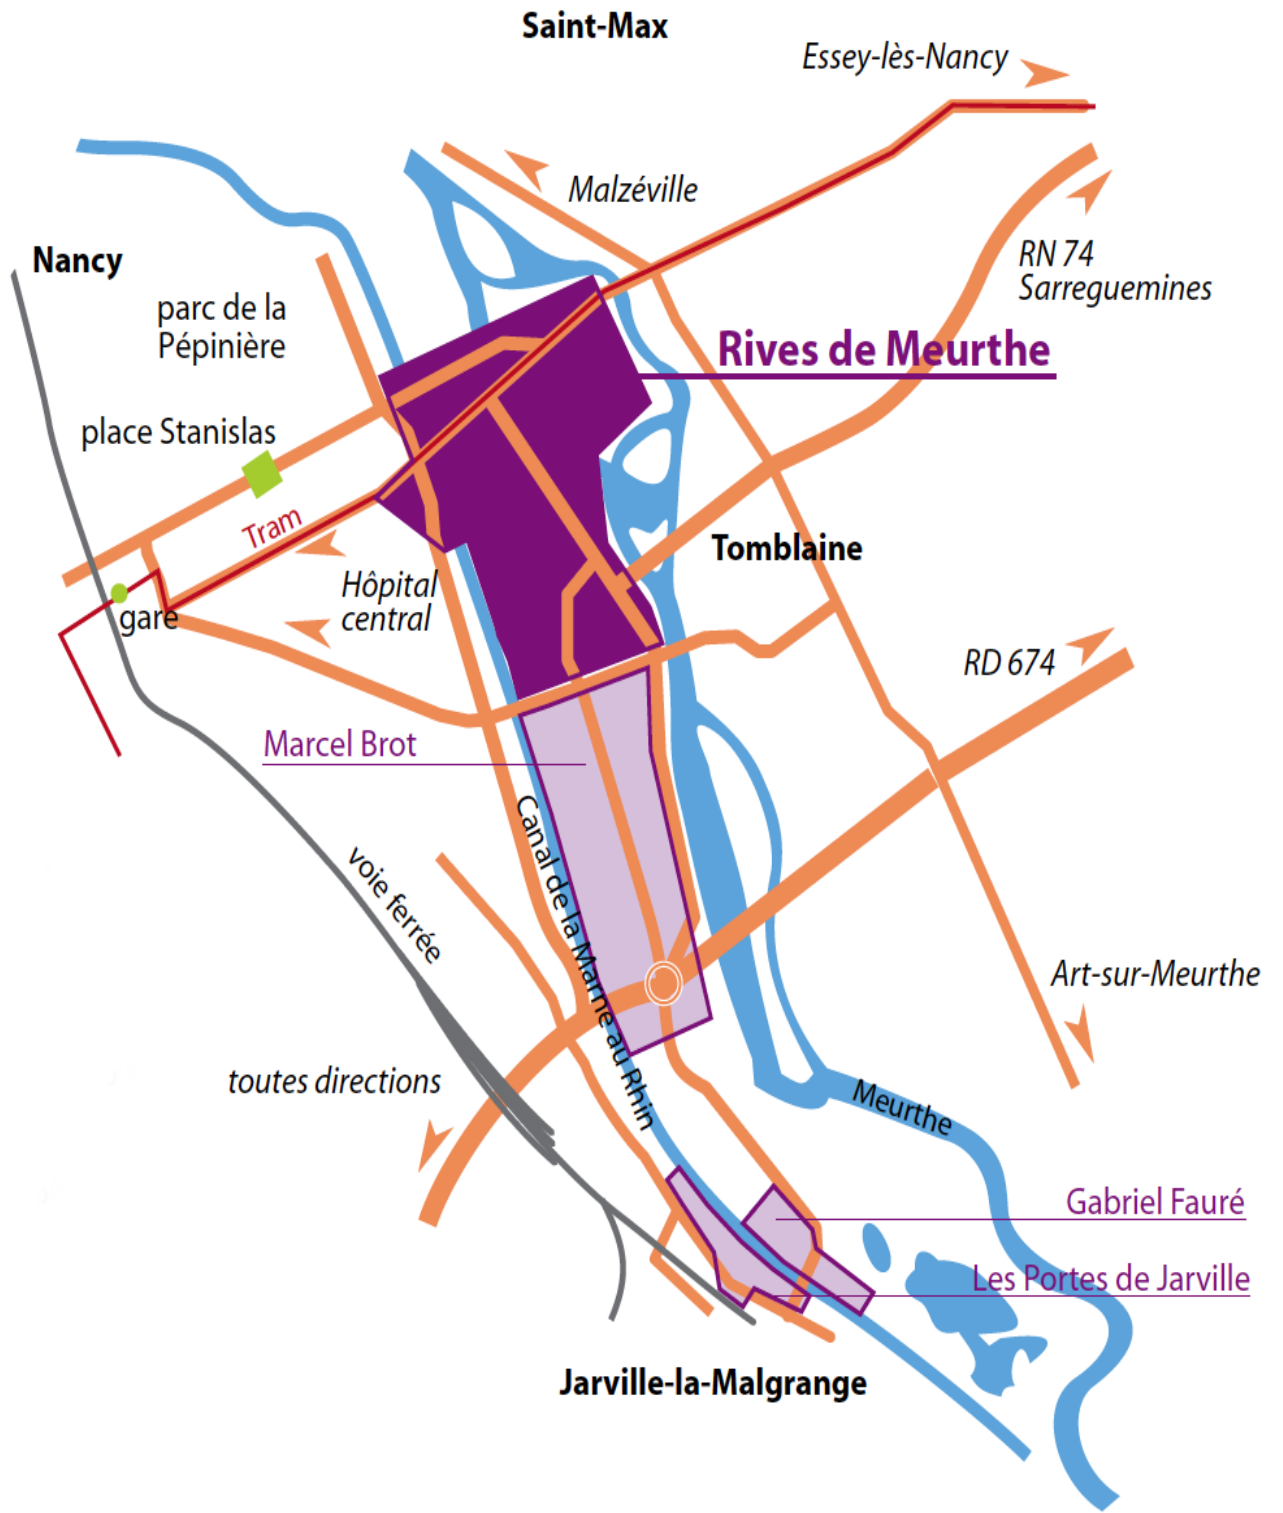 Saint-Max
Essey-lès-Nancy
Malzéville
Nancy
RN 74
Sarreguemines
parc de la
Pépinière
Rives de Meurthe
place Stanislas
Tram
Tomblaine
Hôpital
central
gare
RD 674
Marcel Brot
Canal de la Marne au Rhin
voie ferrée
Art-sur-Meurthe
toutes directions
Meurthe
Gabriel Fauré
Les Portes de Jarville
Jarville-la-Malgrange